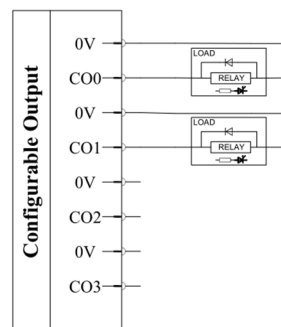 Configurable Output
0V
LOAD
CO0
RELAY
0V
LOAD
CO1
RELAY
0V
CO2
0V
CO3